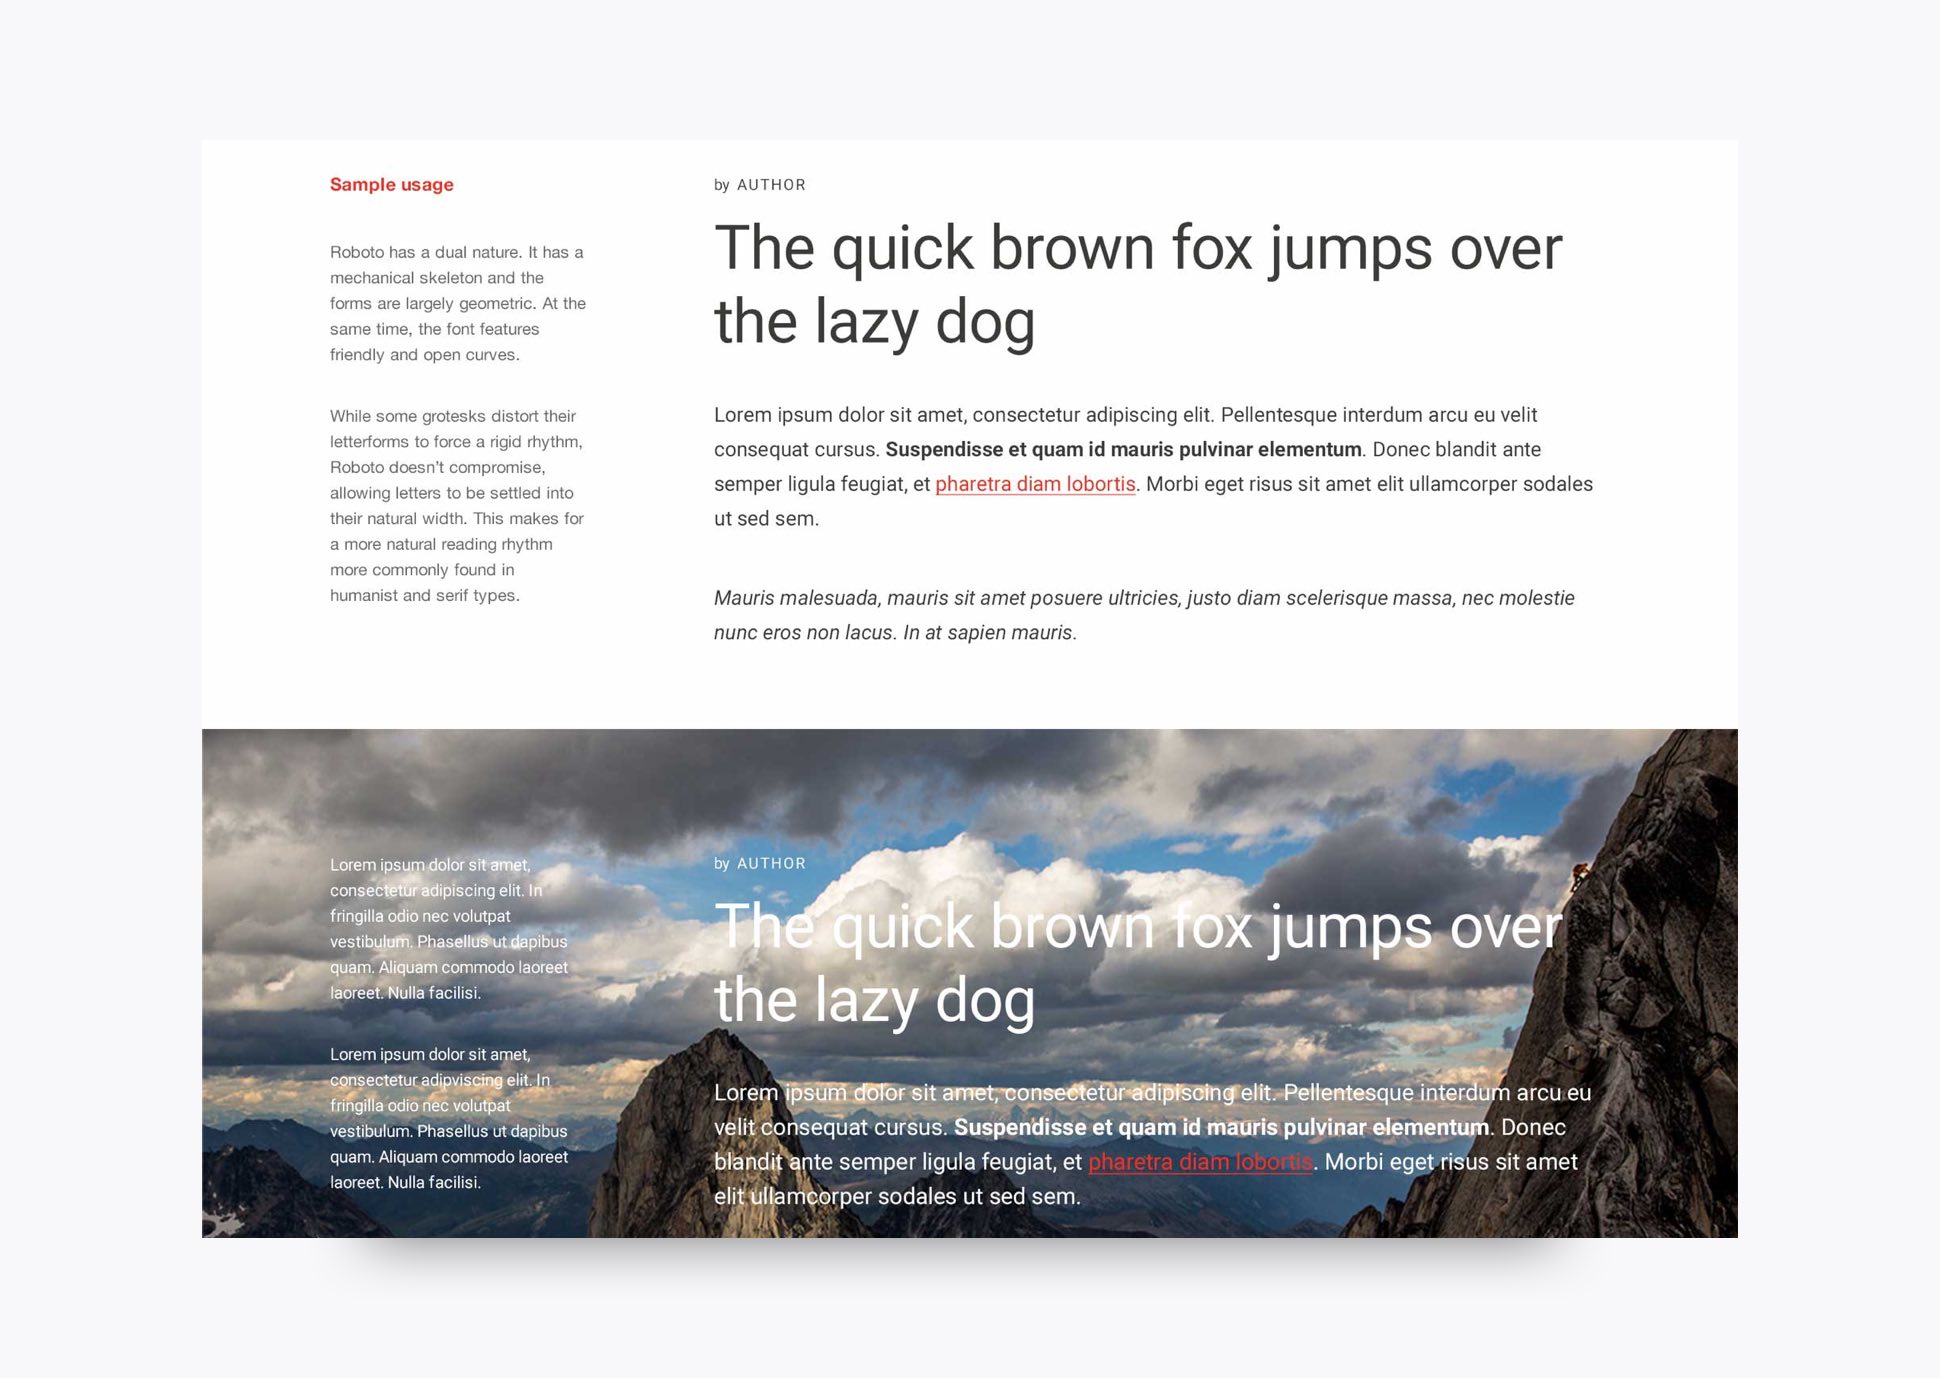 Sample usage
Roboto has a dual nature. It has a
mechanical skeleton and the
forms are largely geometric. At the
same time, the font features
friendly and open curves.
While some grotesks distort their
letterforms to force a rigid rhythm,
Roboto doesn’t compromise,
allowing letters to be settled into
their natural width. This makes for
a more natural reading rhythm
more commonly found in
humanist and serif types.
by AUTHOR
The quick brown fox jumps over
the lazy dog
Lorem ipsum dolor sit amet, consectetur adipiscing elit. Pellentesque interdum arcu eu velit
consequat cursus. Suspendisse et quam id mauris pulvinar elementum. Donec blandit ante
semper ligula feugiat, et pharetra diam lobortis. Morbi eget risus sit amet elit ullamcorper sodales
ut sed sem.
Mauris malesuada, mauris sit amet posuere ultricies, justo diam scelerisque massa, nec molestie
nunc eros non lacus. In at sapien mauris.
Lorem ipsum dolor sit amet,
consectetur adipiscing elit. In
fringilla odio nec volutpat
vestibulum. Phasellus ut dapibus
quam. Aliquam commodo laoreet
laoreet. Nulla facilisi.
Lorem ipsum dolor sit amet,
consectetur adipviscing elit. In
fringilla odio nec volutpat
vestibulum. Phasellus ut dapibus
quam. Aliquam commodo laoreet
laoreet. Nulla facilisi.
by AUTHOR
The quick brown fox jumps over
the lazy dog
Lorem ipsum dolor sit amet, consectetur adipiscing elit. Pellentesque interdum arcu eu
velit consequat cursus. Suspendisse et quam id mauris pulvinar elementum. Donec
blandit ante semper ligula feugiat, et pharetra diam lobortis. Morbi eget risus sit amet
elit ullamcorper sodales ut sed sem.